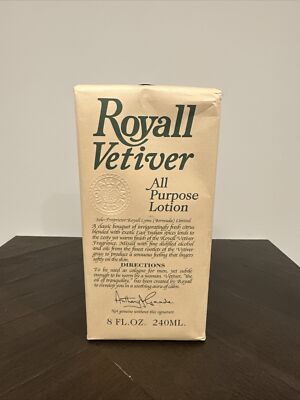 Royall
Vetiver
All
Purpose
Lotion
Sole Proprietor Royall Lyme (Bermuda) Limited
A classic bouquet of invigoratingly fresh citrus
blended with exotic East Indian spices lends to
the zesty yet warm finish of the Royall Vetiver
Fragrance. Mixed with fine distilled alcohol
and oils from the finest rootlets of the Vetiver
grass to produce a sensuous feeling that lingers
softly on the skin.
DIRECTIONS
To be used as cologne for men, yet subtle
enough to be worn by a woman. Vetiver, "the
oil of tranquility," has been created by Royall
to envelop you in a soothing aura of calm.
Not genuine without this signature
8 FL.OZ. 240ML.